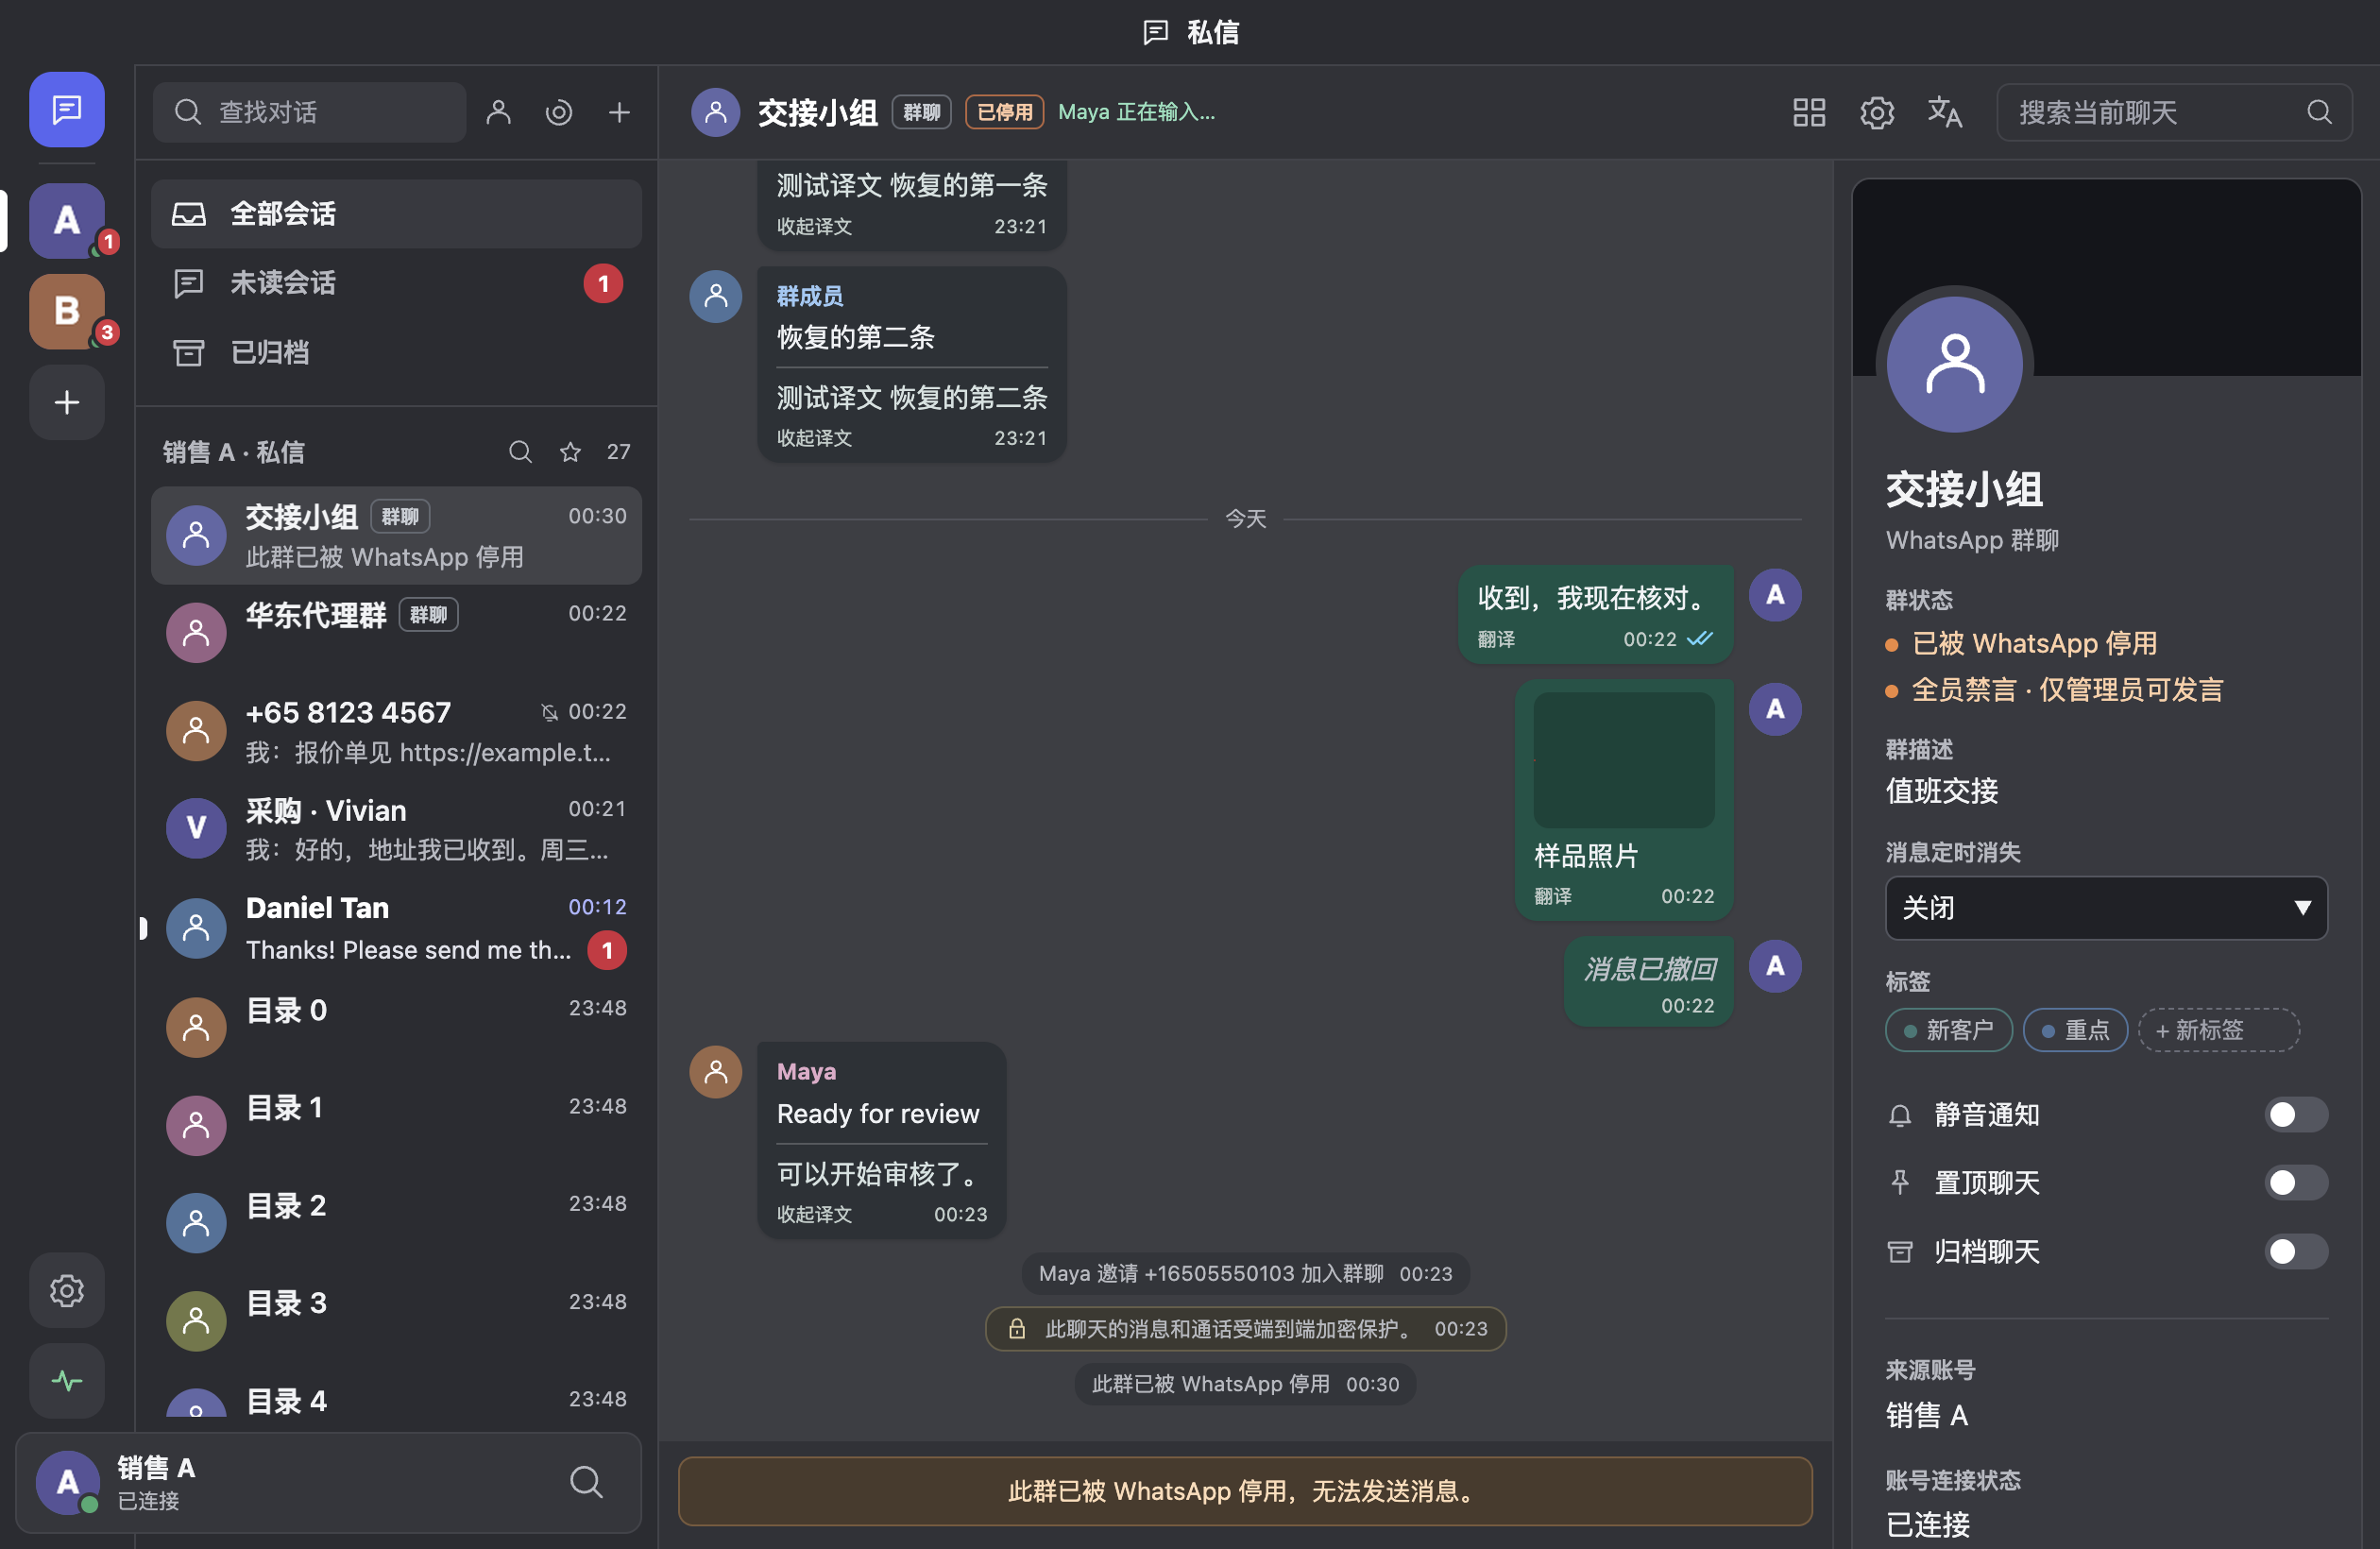 私信
查找对话
A
1
B
3
全部会话
未读会话
1
已归档
销售 A · 私信
27
交接小组
群聊
00:30
此群已被 WhatsApp 停用
华东代理群
群聊
00:22
+65 8123 4567
00:22
我：报价单见 https://example.t...
V
采购 · Vivian
00:21
我：好的，地址我已收到。周三...
Daniel Tan
00:12
Thanks! Please send me th...
1
目录 0
23:48
目录 1
23:48
目录 2
23:48
目录 3
23:48
目录 4
23:48
A
销售 A
已连接
交接小组
群聊
已停用
Maya 正在输入...
搜索当前聊天
测试译文 恢复的第一条
收起译文
23:21
群成员
恢复的第二条
测试译文 恢复的第二条
收起译文
23:21
今天
收到，我现在核对。
翻译
00:22
A
样品照片
翻译
00:22
A
消息已撤回
00:22
A
Maya
Ready for review
可以开始审核了。
收起译文
00:23
Maya 邀请 +16505550103 加入群聊
00:23
此聊天的消息和通话受端到端加密保护。
00:23
此群已被 WhatsApp 停用
00:30
此群已被 WhatsApp 停用，无法发送消息。
交接小组
WhatsApp 群聊
群状态
已被 WhatsApp 停用
全员禁言 · 仅管理员可发言
群描述
值班交接
消息定时消失
关闭
标签
新客户
重点
+ 新标签
静音通知
置顶聊天
归档聊天
来源账号
销售 A
账号连接状态
已连接